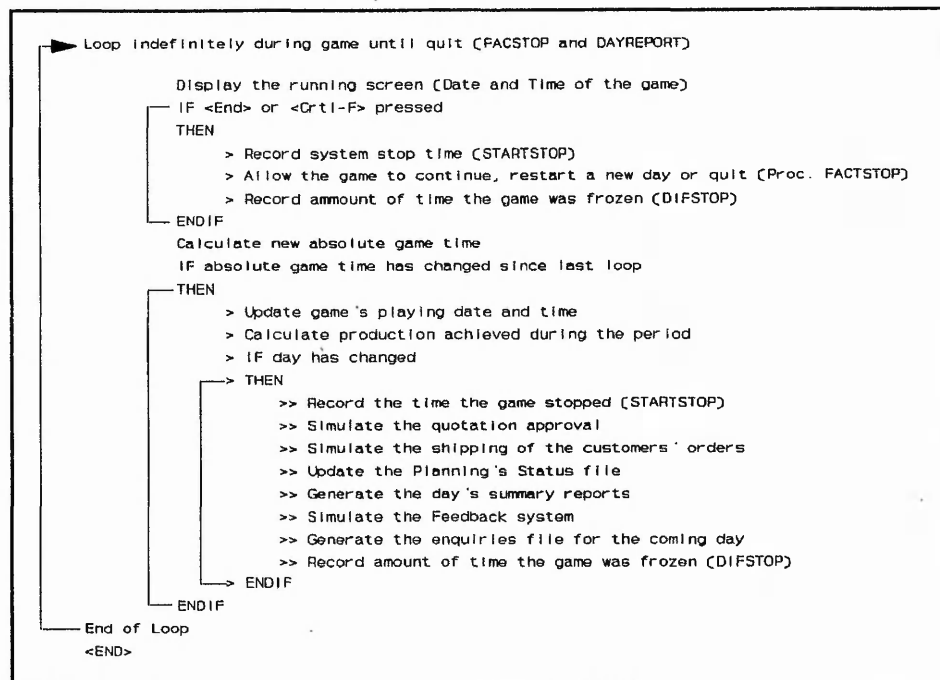 Loop indefinitely during game until quit (FACSTOP and DAYREPORT)
Display the running screen (Date and Time of the game)
IF <End> or <Crtl-F> pressed
THEN
> Record system stop time (STARTSTOP)
> Allow the game to continue, restart a new day or quit (Proc. FACTSTOP)
> Record ammount of time the game was frozen (DIFSTOP)
ENDIF
Calculate new absolute game time
IF absolute game time has changed since last loop
THEN
> Update game's playing date and time
> Calculate production achieved during the period
> IF day has changed
> THEN
>> Record the time the game stopped (STARTSTOP)
>> Simulate the quotation approval
>> Simulate the shipping of the customers' orders
>> Update the Planning's Status file
>> Generate the day's summary reports
>> Simulate the Feedback system
>> Generate the enquiries file for the coming day
>> Record amount of time the game was frozen (DIFSTOP)
> ENDIF
ENDIF
End of Loop
<END>